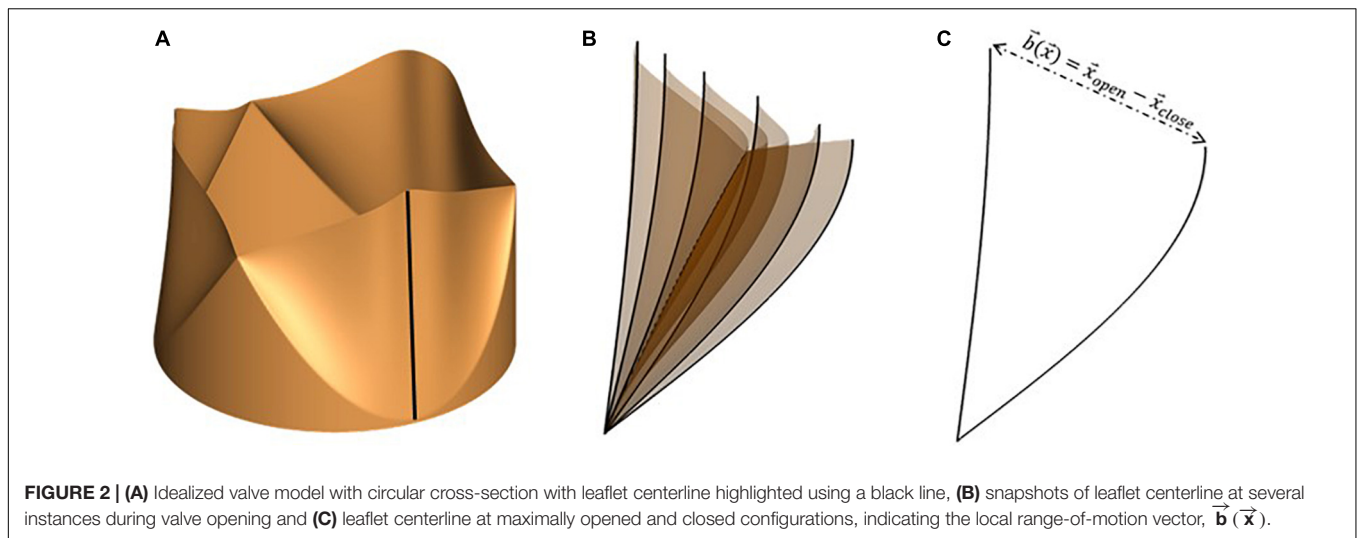 A
B
C
b⃗(x⃗) = x⃗open − x⃗close
FIGURE 2 | (A) Idealized valve model with circular cross-section with leaflet centerline highlighted using a black line, (B) snapshots of leaflet centerline at several
instances during valve opening and (C) leaflet centerline at maximally opened and closed configurations, indicating the local range-of-motion vector, b⃗ (x⃗).